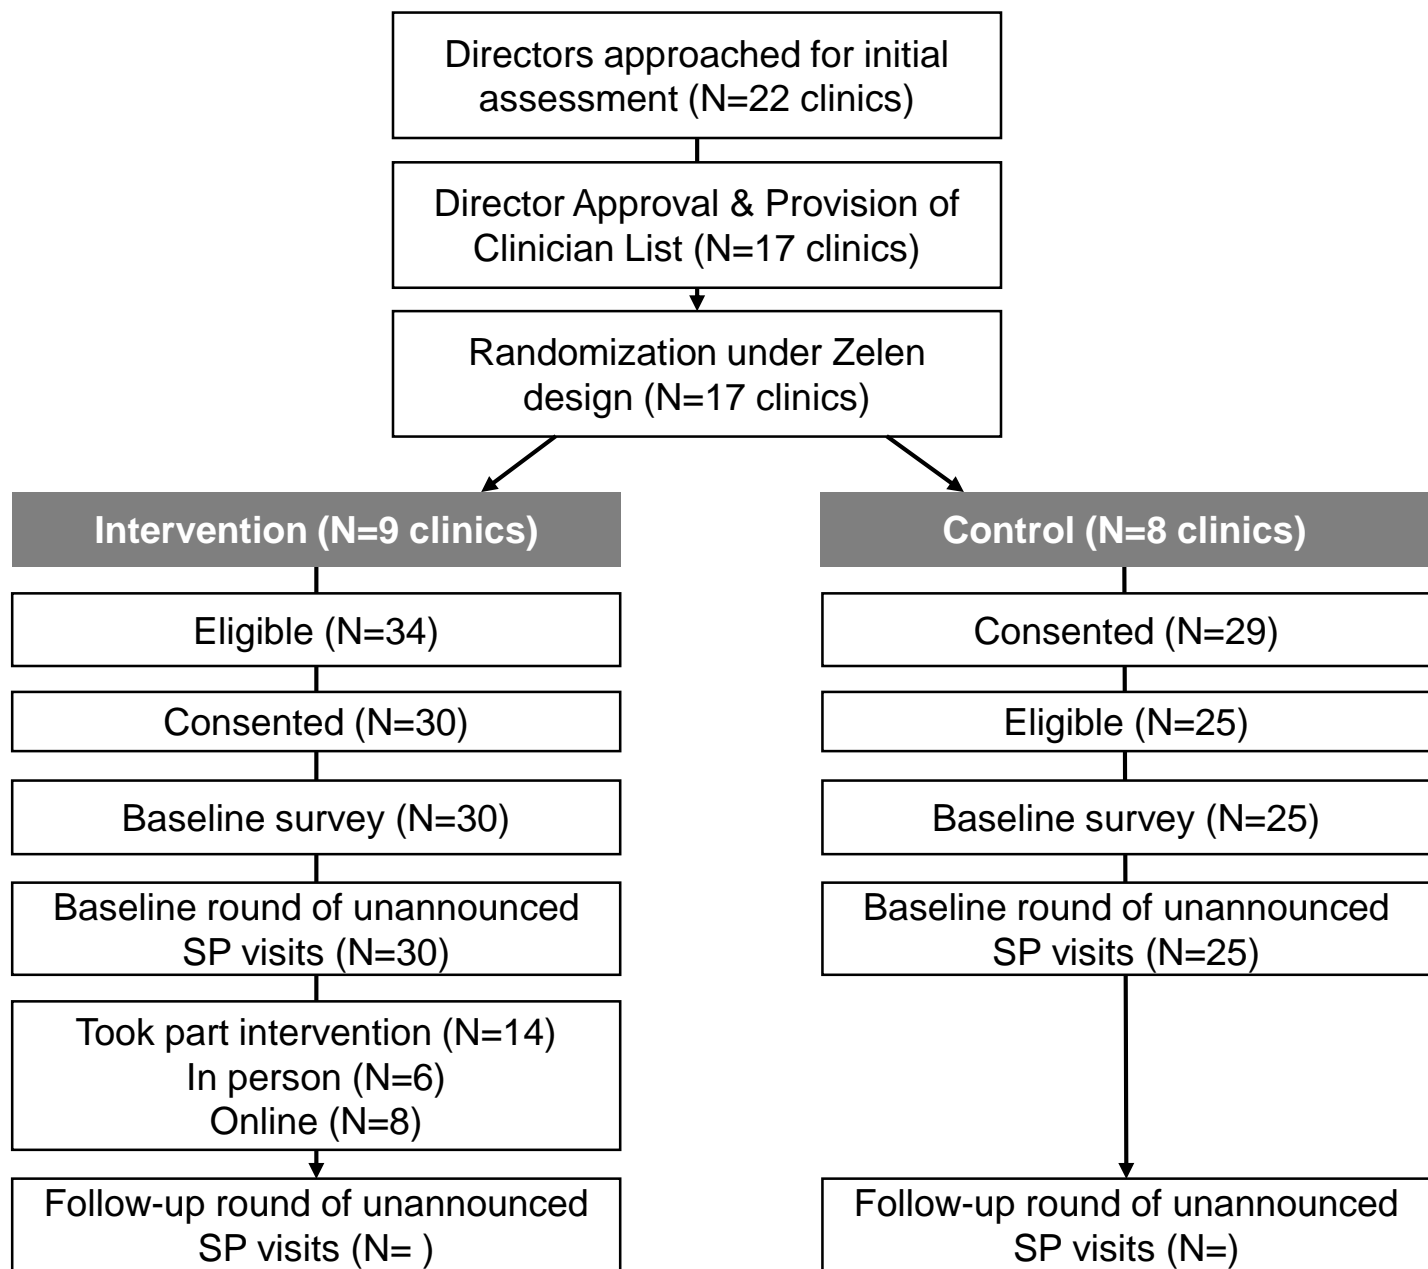 Directors approached for initial
assessment (N=22 clinics)
Director Approval & Provision of
Clinician List (N=17 clinics)
Randomization under Zelen
design (N=17 clinics)
Intervention (N=9 clinics)
Eligible (N=34)
Consented (N=30)
Baseline survey (N=30)
Baseline round of unannounced
SP visits (N=30)
Took part intervention (N=14)
In person (N=6)
Online (N=8)
Follow-up round of unannounced
SP visits (N= )
Control (N=8 clinics)
Consented (N=29)
Eligible (N=25)
Baseline survey (N=25)
Baseline round of unannounced
SP visits (N=25)
Follow-up round of unannounced
SP visits (N=)